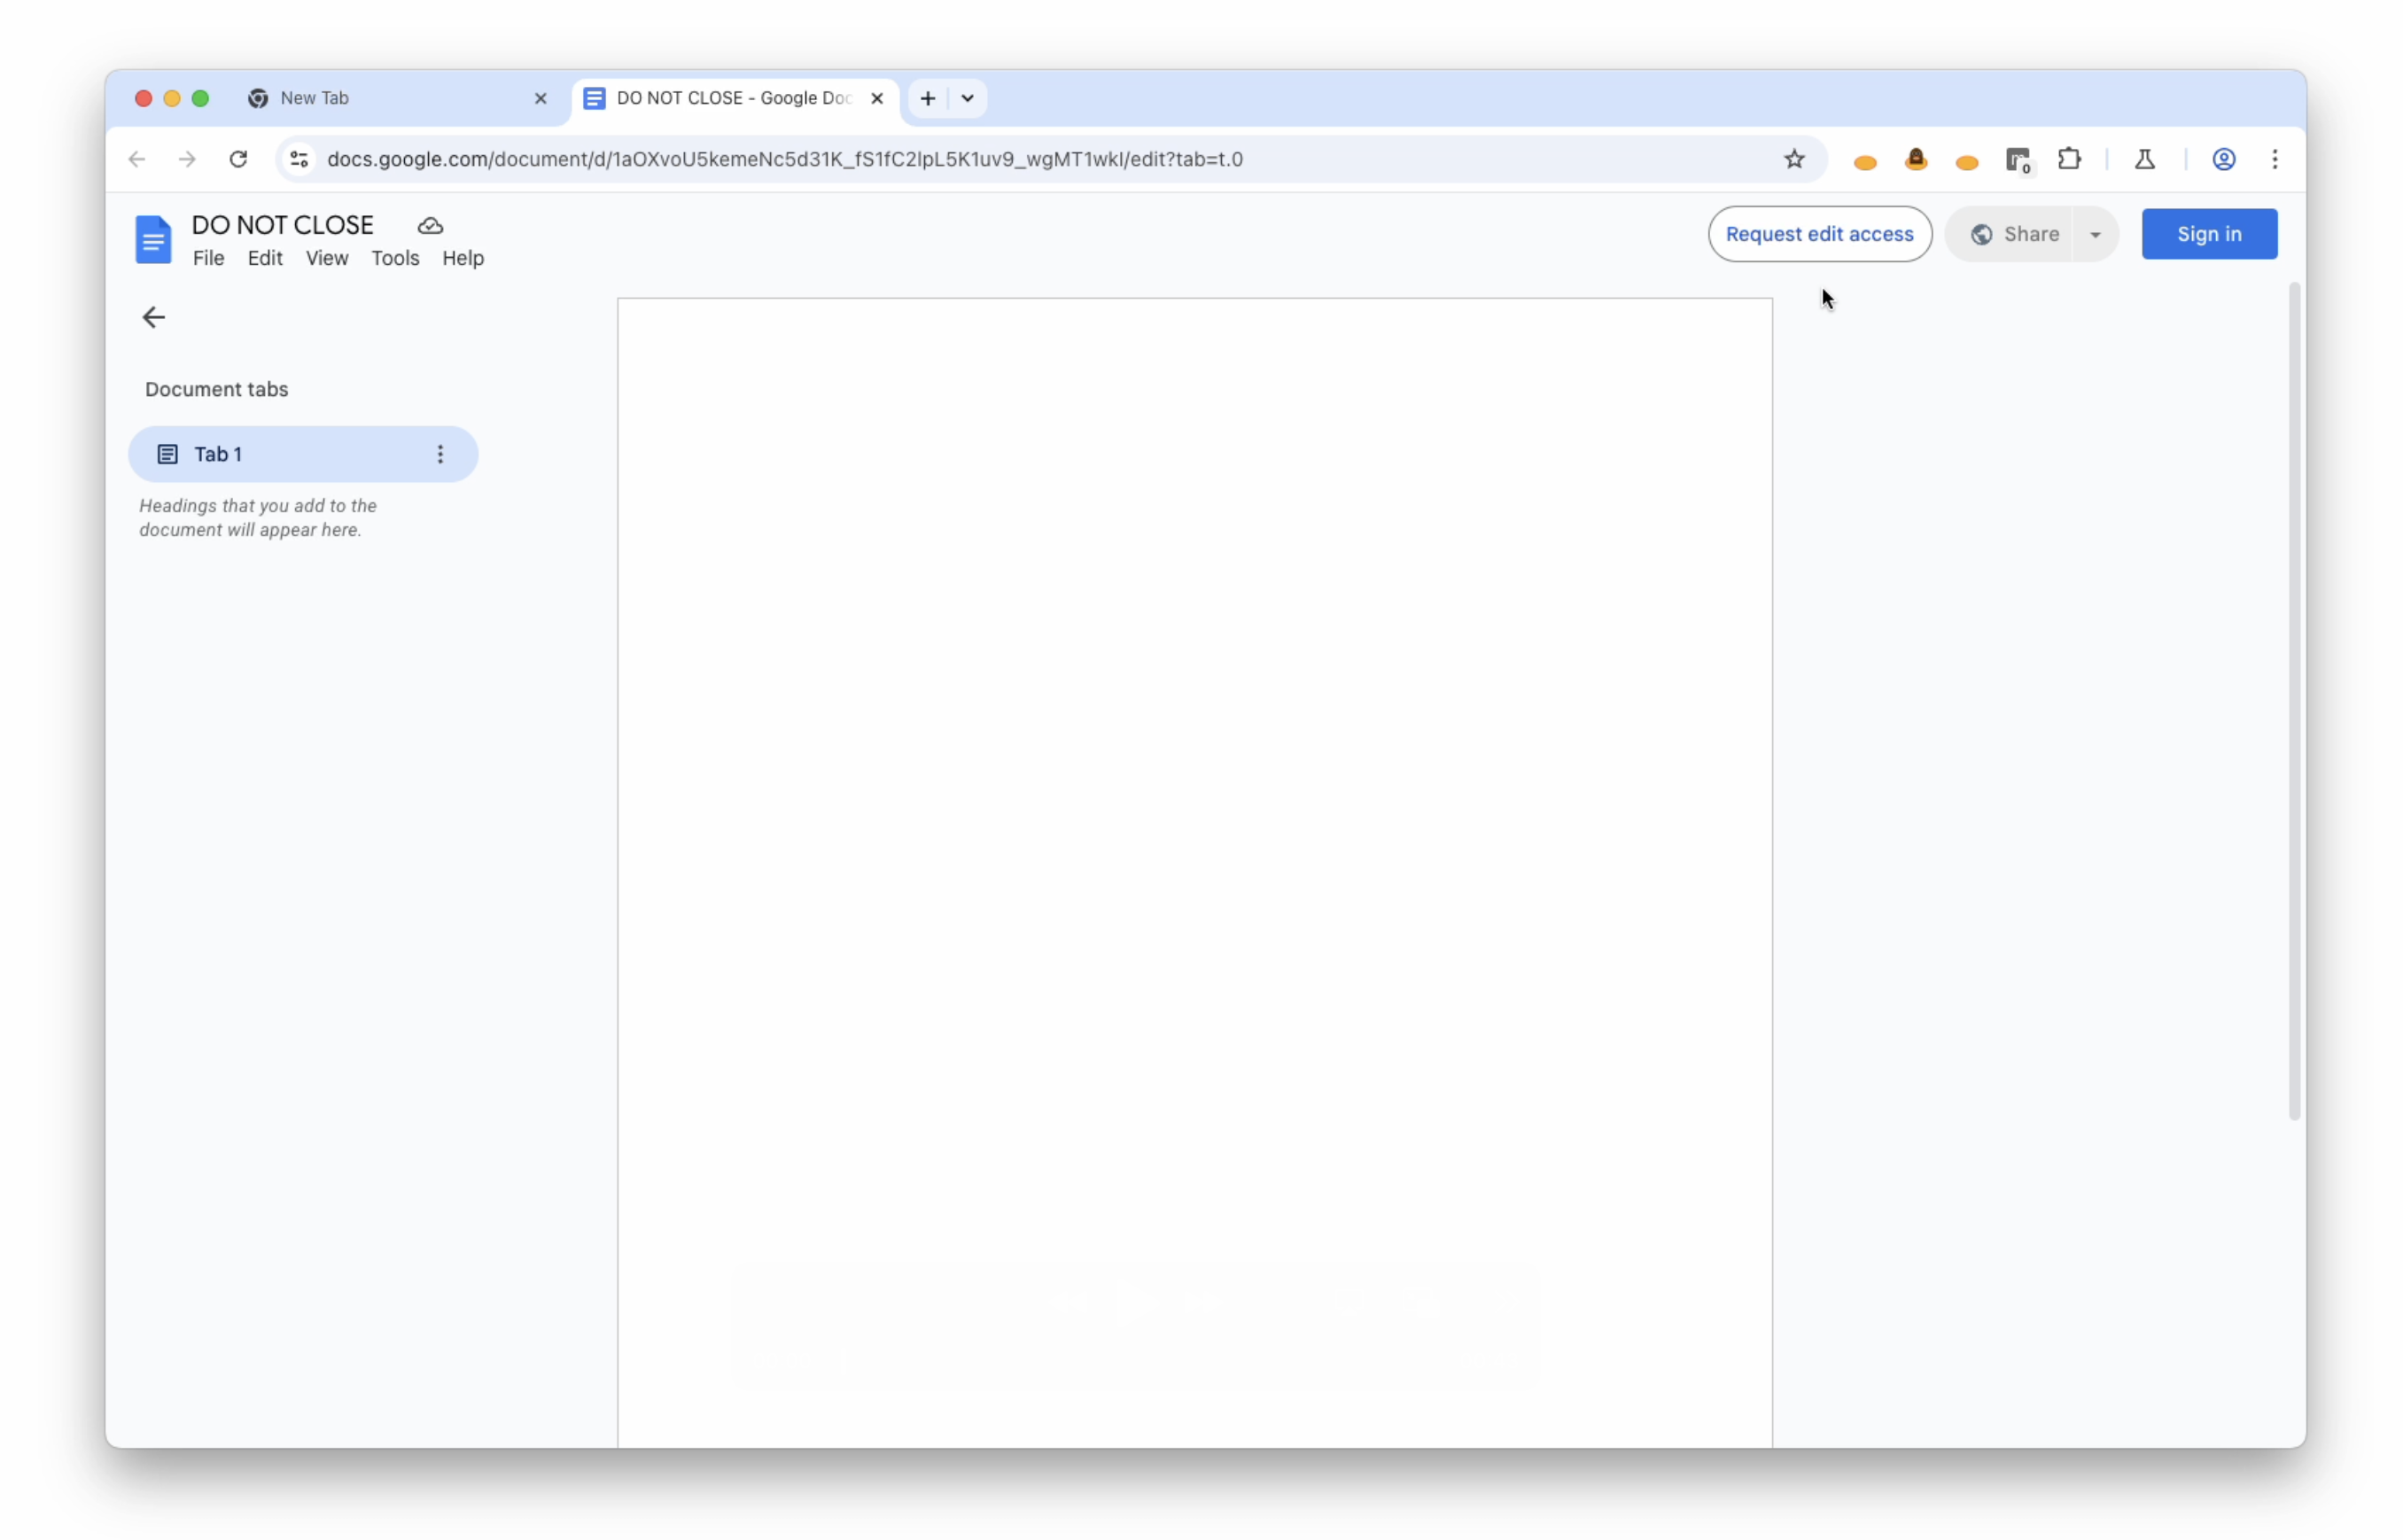 New Tab
DO NOT CLOSE - Google Doc
docs.google.com/document/d/1aOXvoU5kemeNc5d31K_fS1fC2lpL5K1uv9_wgMT1wkI/edit?tab=t.0
0
DO NOT CLOSE
File Edit View Tools Help
Request edit access
Share
Sign in
Document tabs
Tab 1
Headings that you add to the
document will appear here.